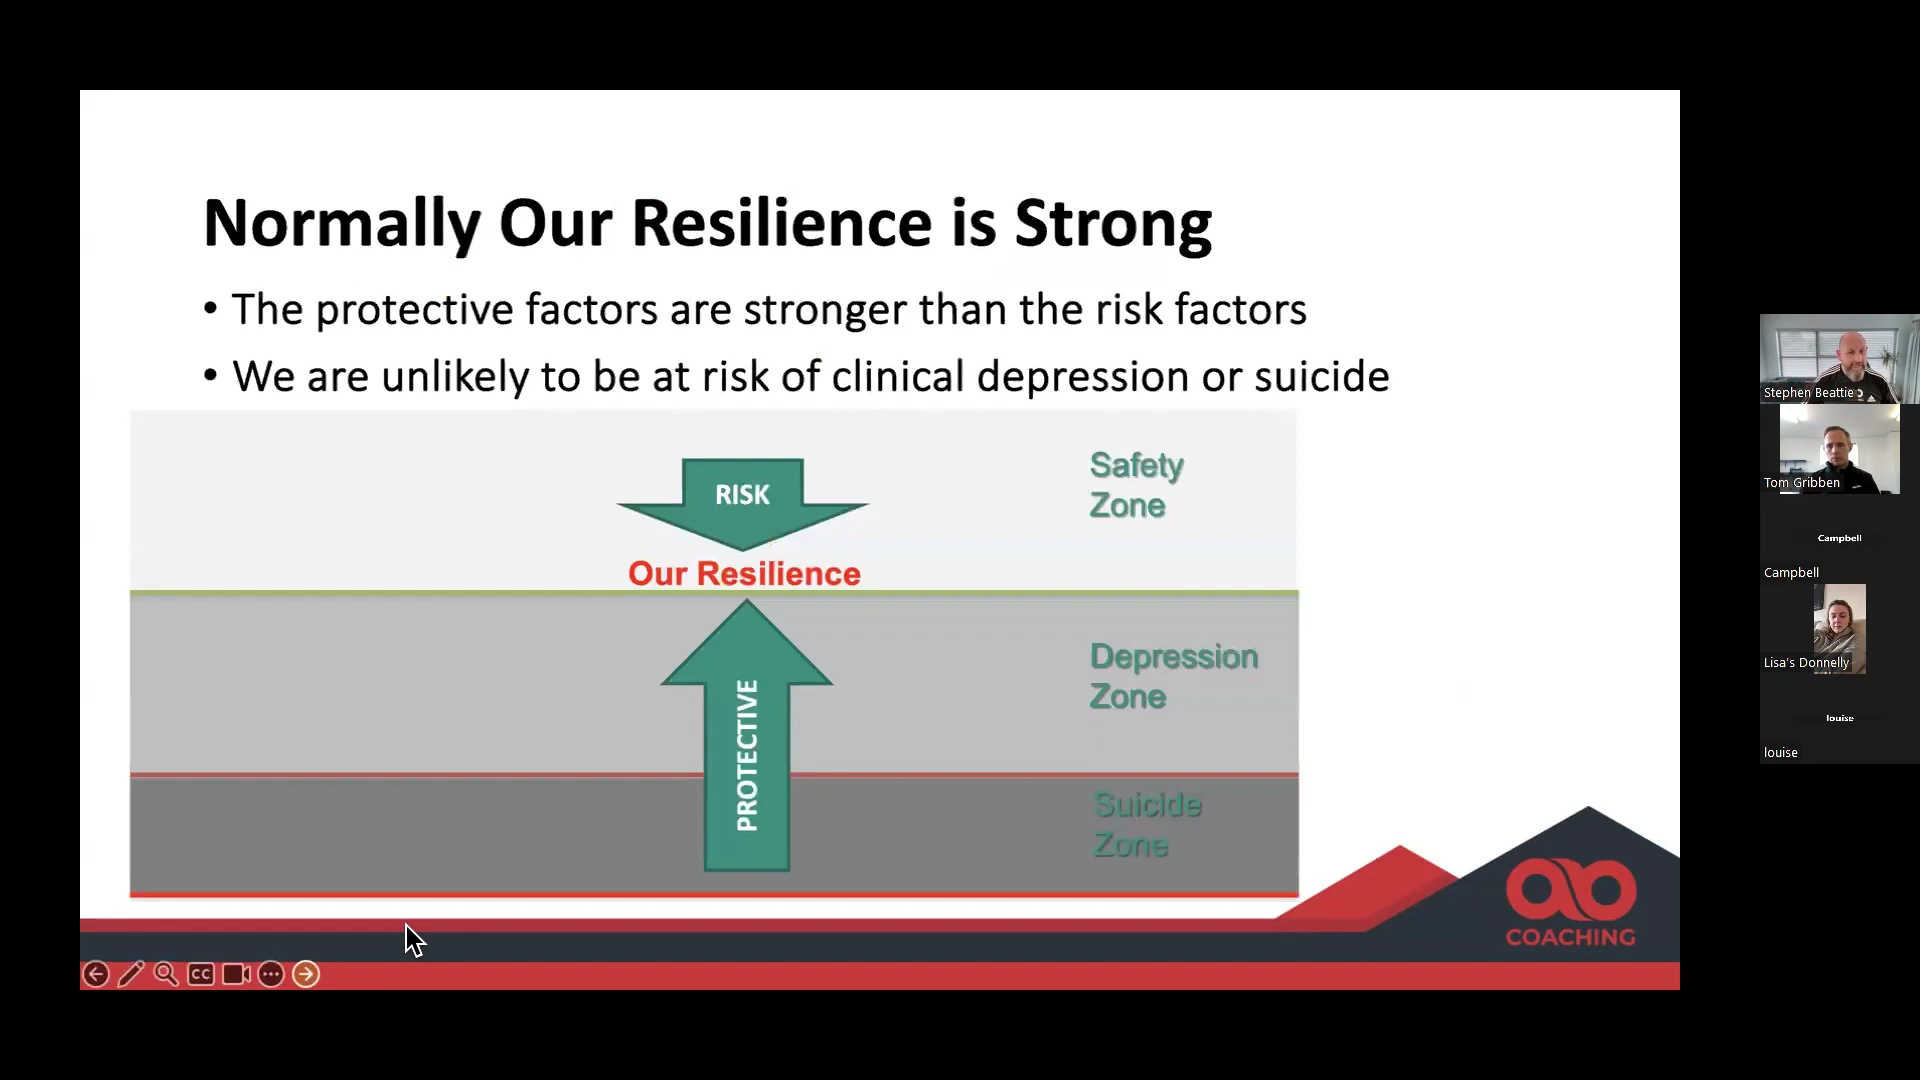 Normally Our Resilience is Strong
• The protective factors are stronger than the risk factors
• We are unlikely to be at risk of clinical depression or suicide
RISK
Safety
Zone
Our Resilience
Depression
Zone
PROTECTIVE
Suicide
Zone
COACHING
CC
Stephen Beattie
Tom Gribben
Campbell
Campbell
Lisa's Donnelly
louise
louise